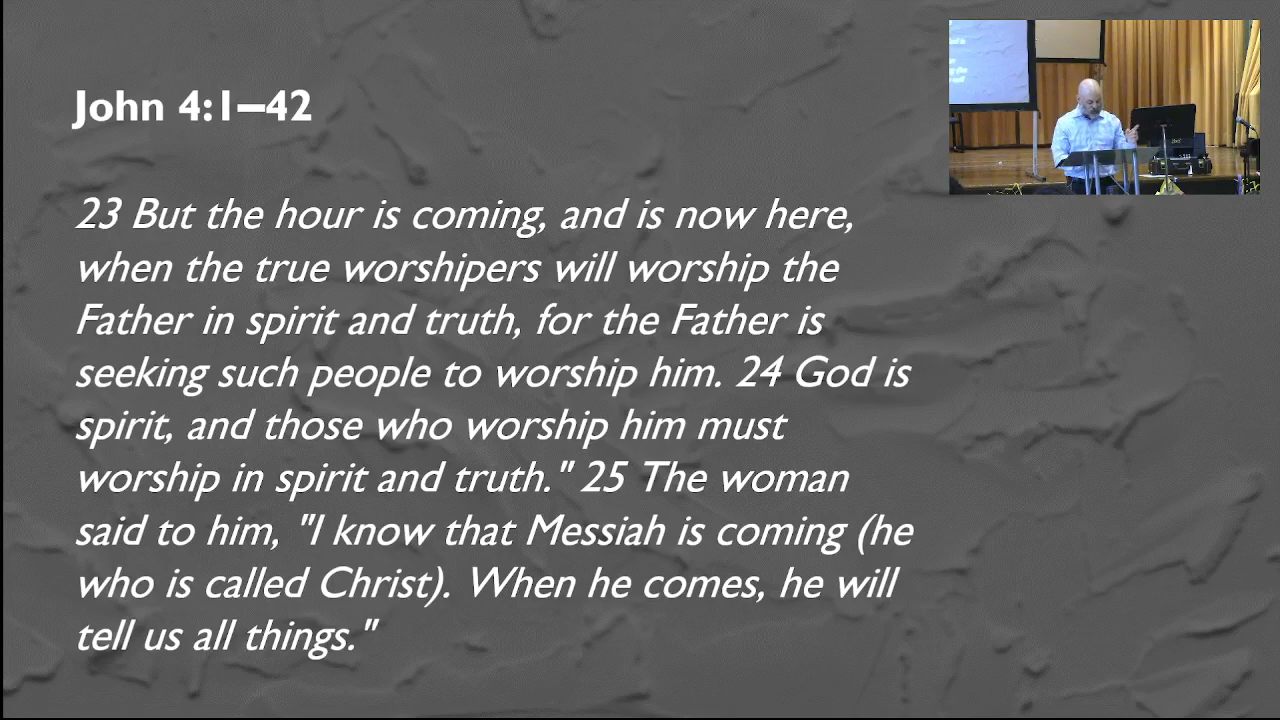 John 4:1—42
23 But the hour is coming, and is now here,
when the true worshipers will worship the
Father in spirit and truth, for the Father is
seeking such people to worship him. 24 God is
spirit, and those who worship him must
worship in spirit and truth." 25 The woman
said to him, "I know that Messiah is coming (he
who is called Christ). When he comes, he will
tell us all things."